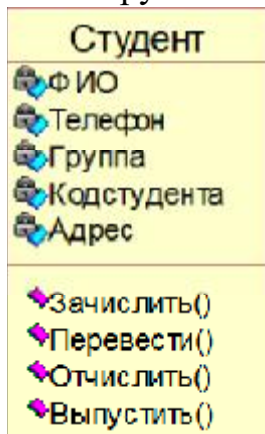 Студент
ФИО
Телефон
Группа
Кодстудента
Адрес
Зачислить()
Перевести()
Отчислить()
Выпустить()